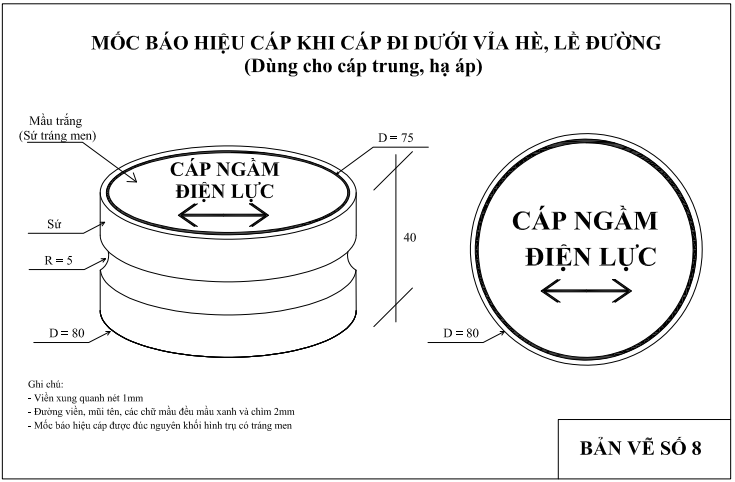 MỐC BÁO HIỆU CÁP KHI CÁP ĐI DƯỚI VỈA HÈ, LỀ ĐƯỜNG
(Dùng cho cáp trung, hạ áp)
Mầu trắng
(Sứ tráng men)
D = 75
CÁP NGẦM
ĐIỆN LỰC
Sứ
R = 5
40
D = 80
CÁP NGẦM
ĐIỆN LỰC
D = 80
Ghi chú:
- Viền xung quanh nét 1mm
- Đường viền, mũi tên, các chữ mầu đều mầu xanh và chìm 2mm
- Mốc báo hiệu cáp được đúc nguyên khối hình trụ có tráng men
BẢN VẼ SỐ 8